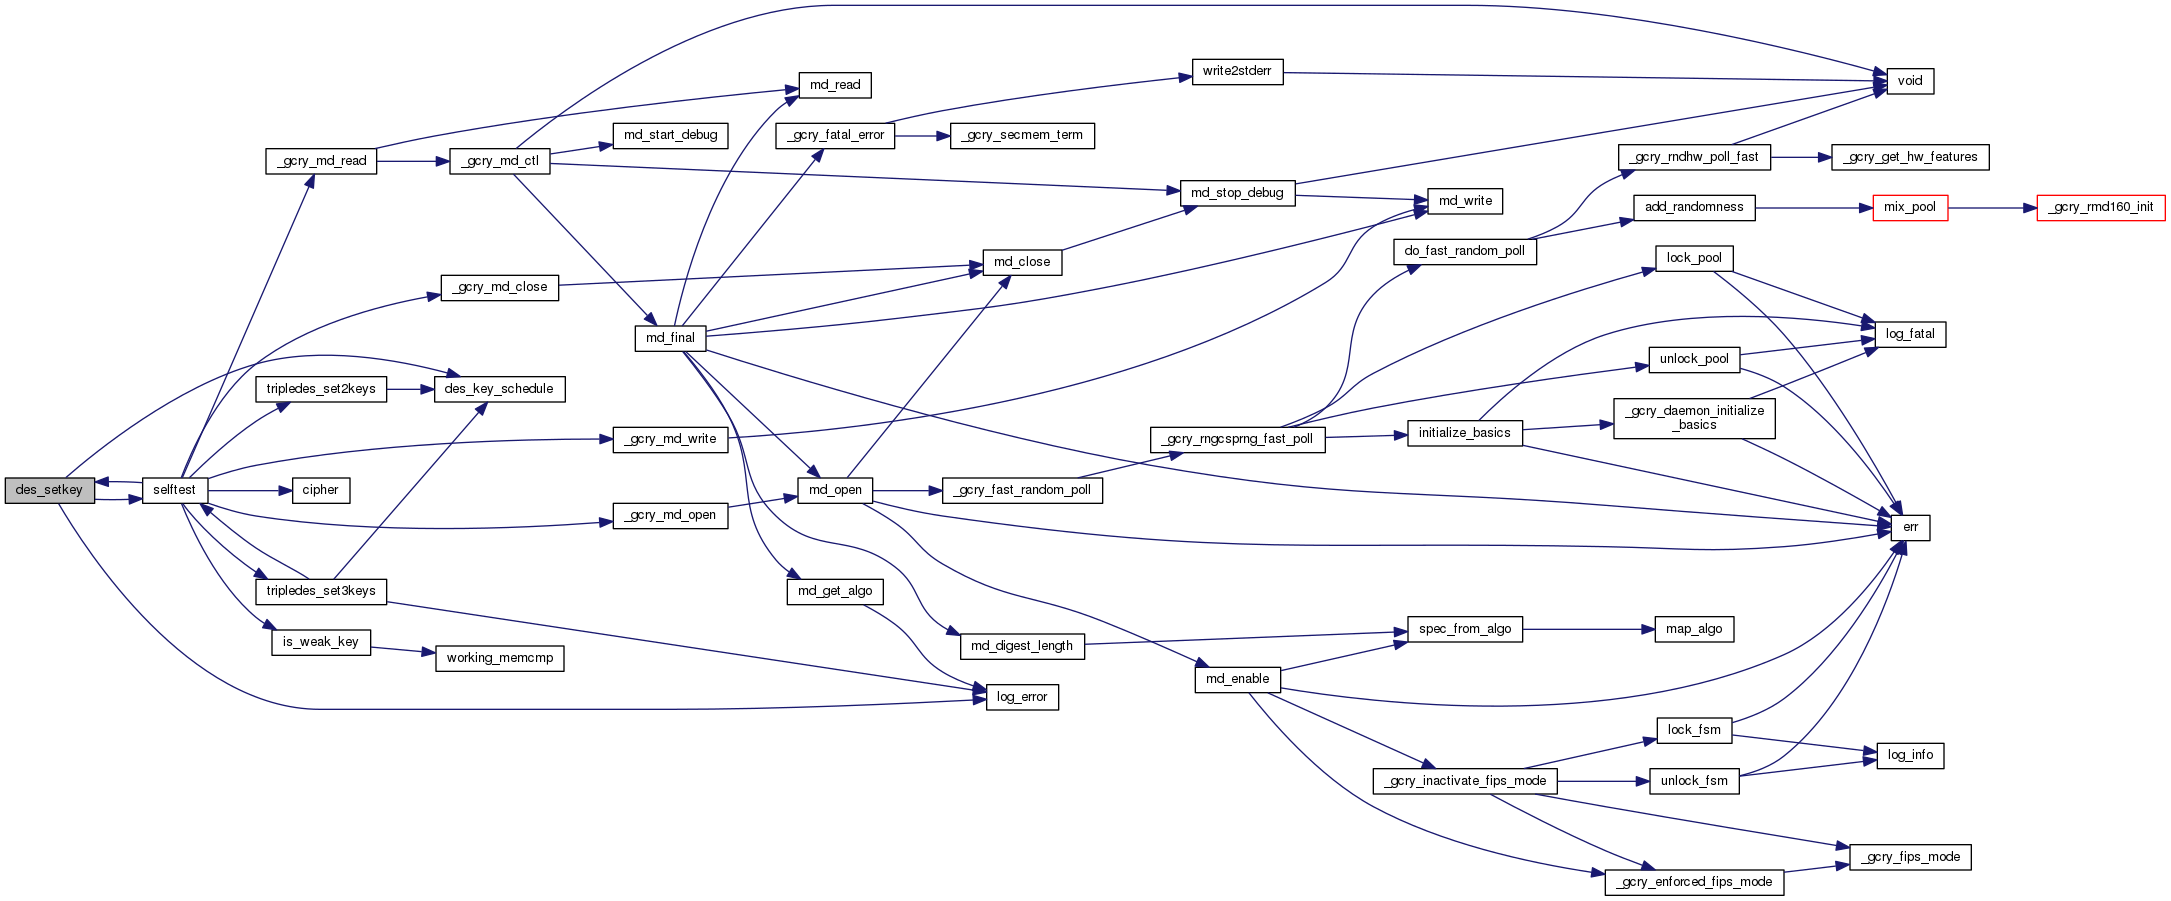 des_setkey
selftest
_gcry_md_read
_gcry_md_close
tripledes_set2keys
cipher
tripledes_set3keys
is_weak_key
_gcry_md_ctl
des_key_schedule
working_memcmp
md_start_debug
md_final
_gcry_md_write
_gcry_md_open
md_read
_gcry_fatal_error
md_open
md_get_algo
_gcry_secmem_term
md_close
_gcry_fast_random_poll
md_digest_length
log_error
write2stderr
md_stop_debug
_gcry_rngcsprng_fast_poll
md_enable
md_write
do_fast_random_poll
initialize_basics
spec_from_algo
_gcry_inactivate_fips_mode
_gcry_rndhw_poll_fast
add_randomness
lock_pool
unlock_pool
_gcry_daemon_initialize
_basics
map_algo
lock_fsm
unlock_fsm
_gcry_enforced_fips_mode
void
_gcry_get_hw_features
mix_pool
log_fatal
err
log_info
_gcry_fips_mode
_gcry_rmd160_init